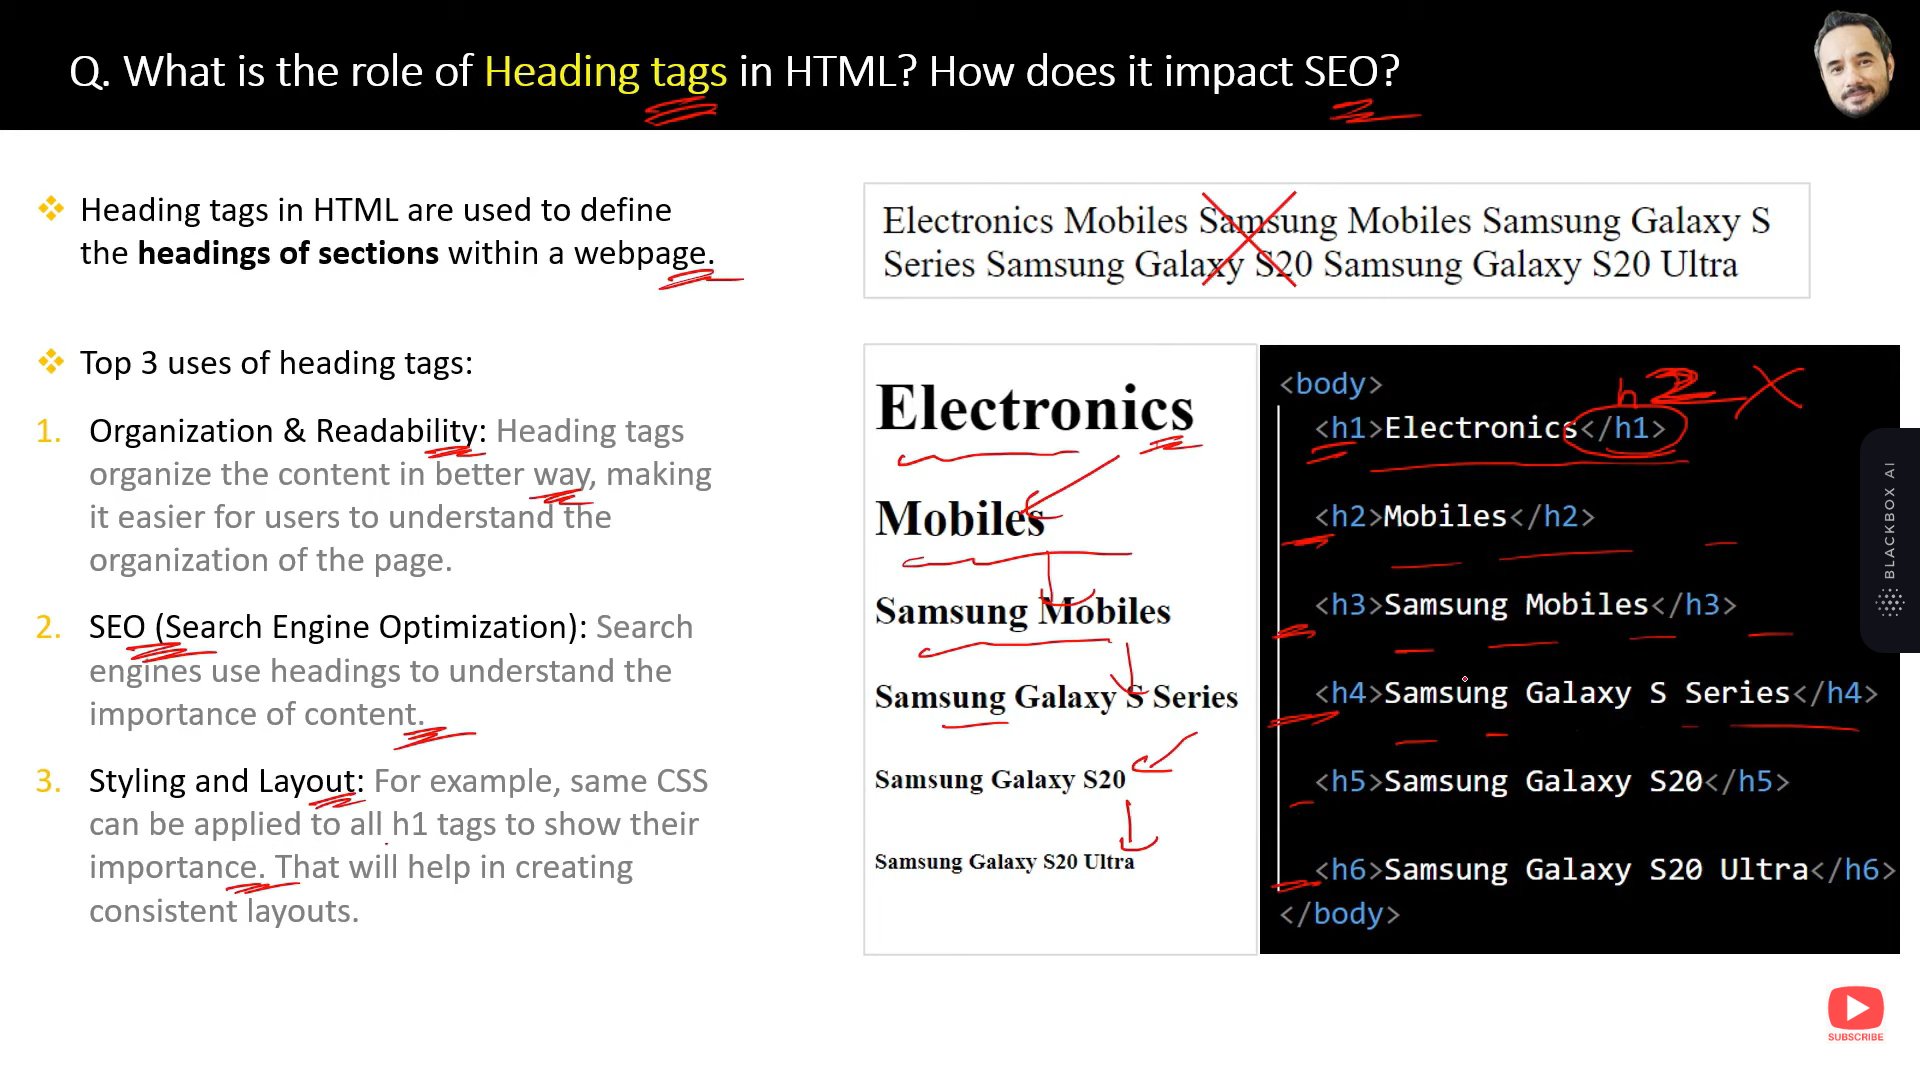 Q. What is the role of Heading tags in HTML? How does it impact SEO?
❖ Heading tags in HTML are used to define
the headings of sections within a webpage.
❖ Top 3 uses of heading tags:
1. Organization & Readability: Heading tags
organize the content in better way, making
it easier for users to understand the
organization of the page.
2. SEO (Search Engine Optimization): Search
engines use headings to understand the
importance of content.
3. Styling and Layout: For example, same CSS
can be applied to all h1 tags to show their
importance. That will help in creating
consistent layouts.
Electronics Mobiles Samsung Mobiles Samsung Galaxy S
Series Samsung Galaxy S20 Samsung Galaxy S20 Ultra
Electronics
Mobiles
Samsung Mobiles
Samsung Galaxy S Series
Samsung Galaxy S20
Samsung Galaxy S20 Ultra
<body>
h2
<h1>Electronics</h1>
<h2>Mobiles</h2>
<h3>Samsung Mobiles</h3>
<h4>Samsung Galaxy S Series</h4>
<h5>Samsung Galaxy S20</h5>
<h6>Samsung Galaxy S20 Ultra</h6>
</body>
BLACKBOX AI
SUBSCRIBE